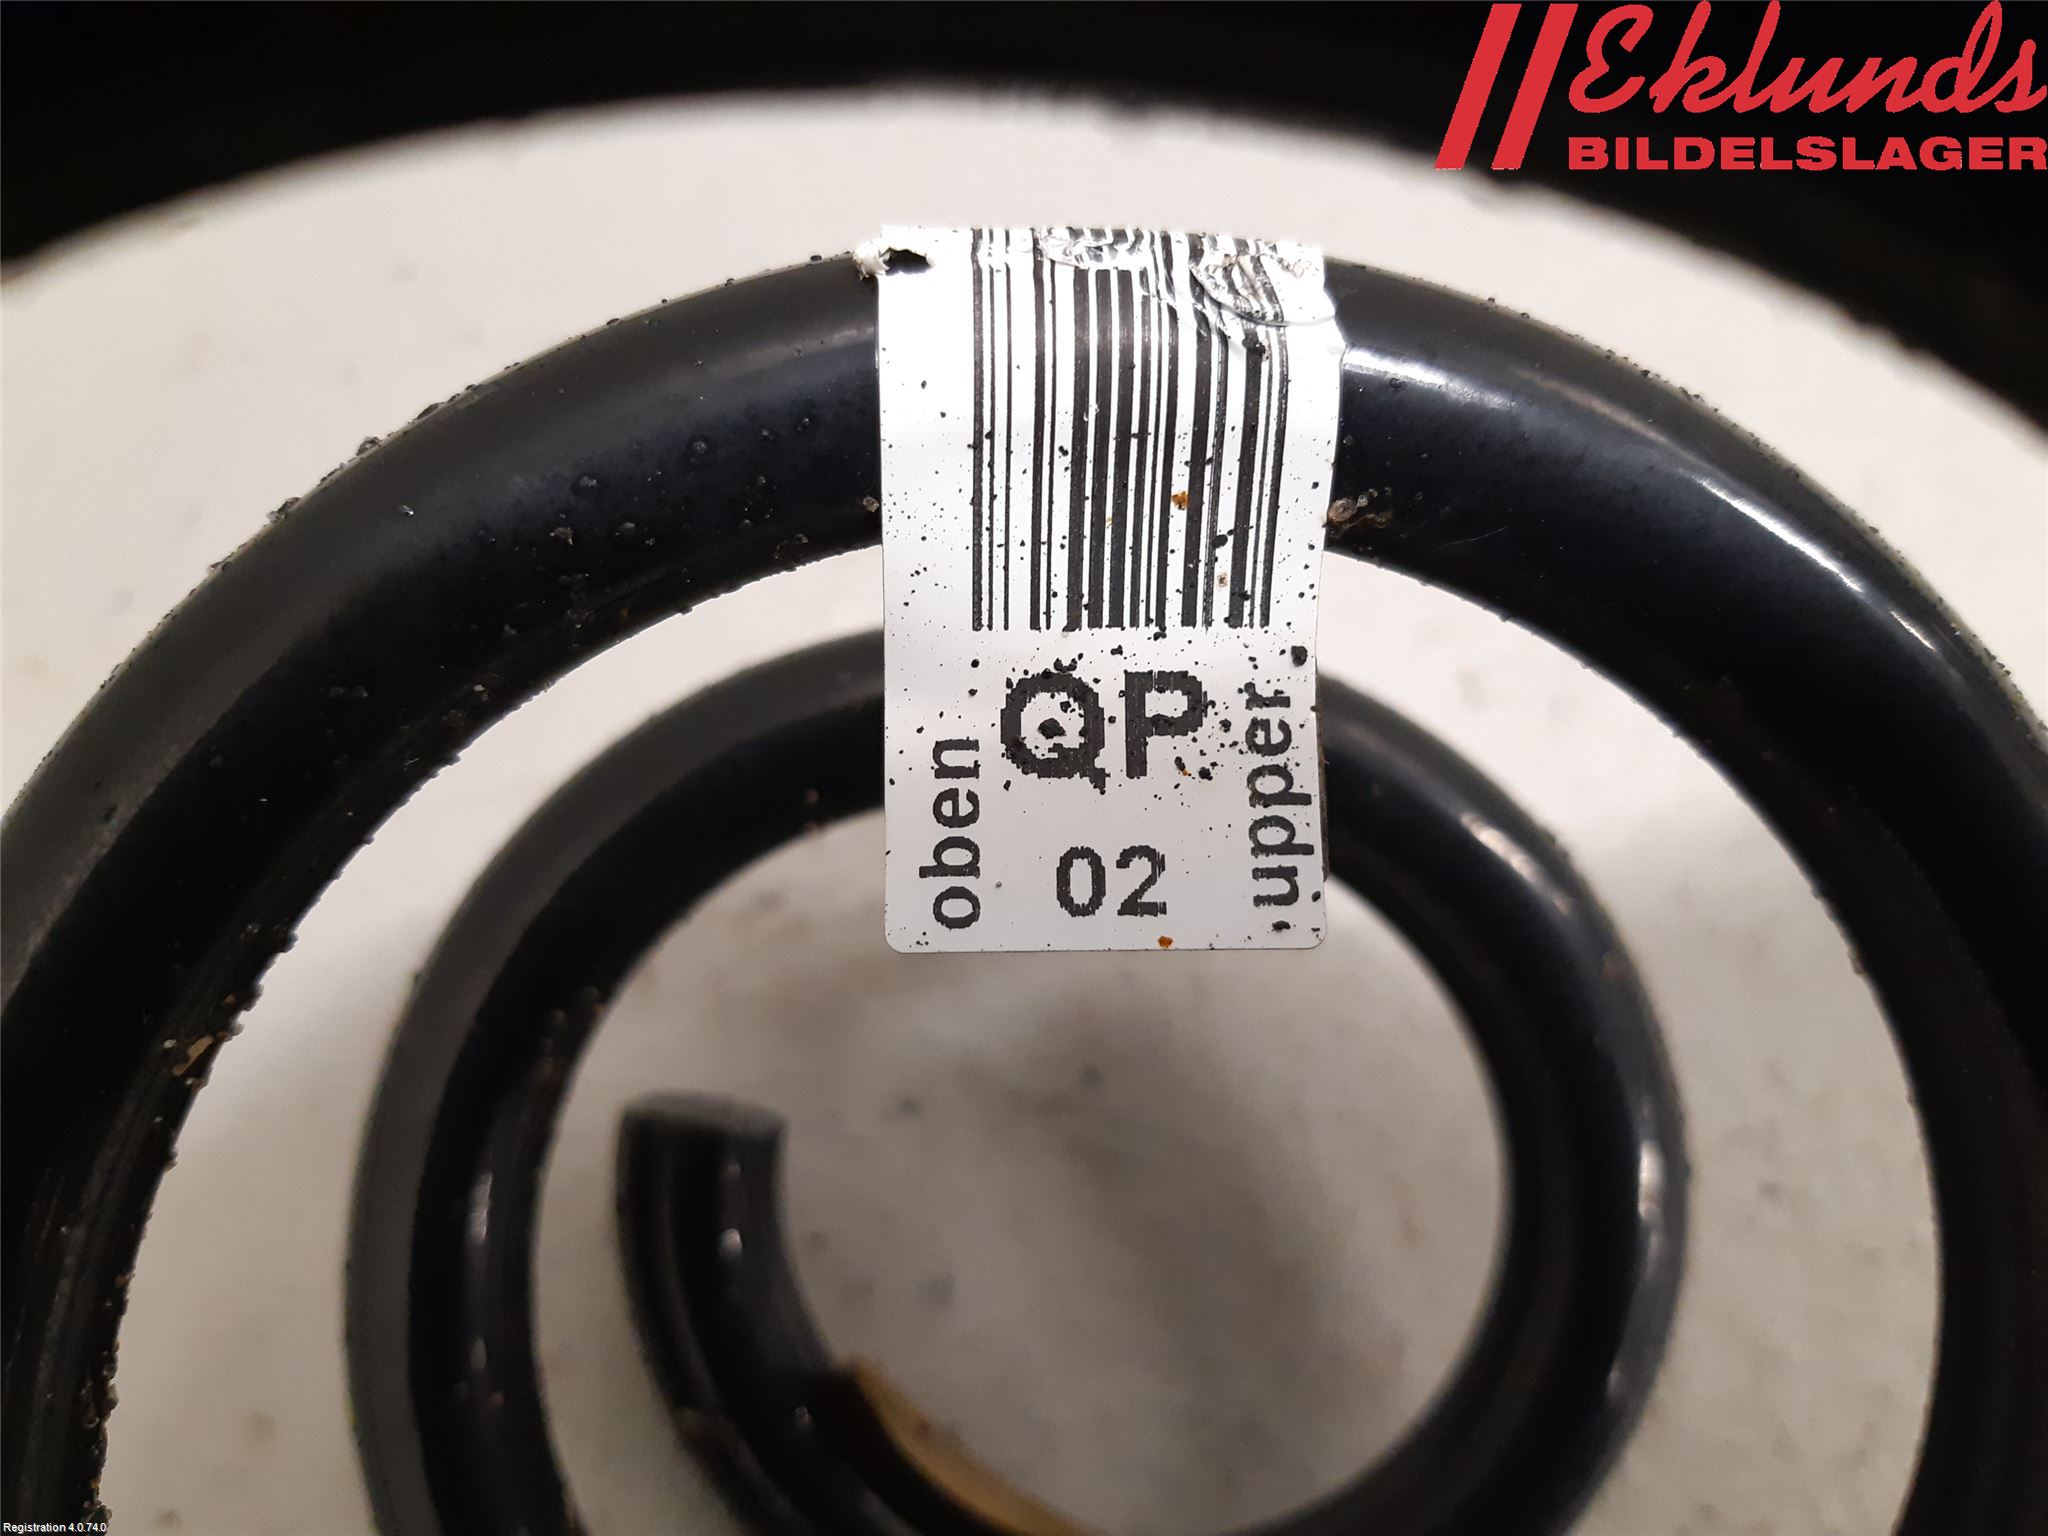 Eklunds
BILDELSLAGER
QP
oben
upper
02
Registration 4.0.74.0